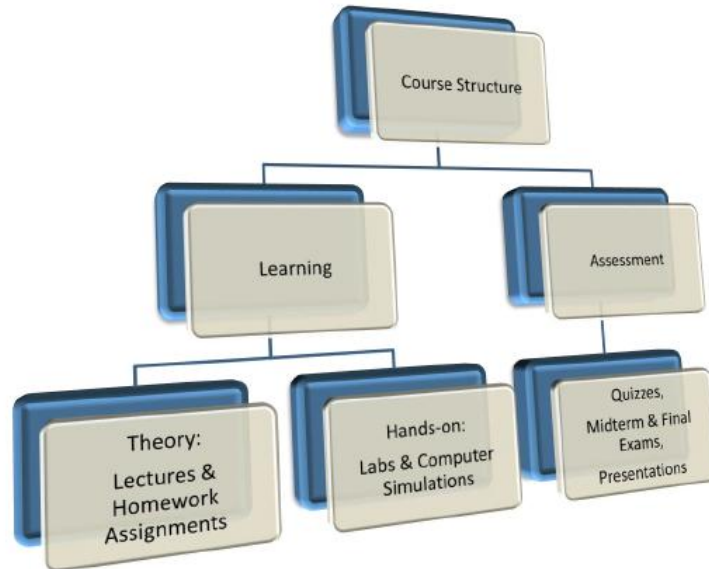 Course Structure
Learning
Assessment
Theory:
Lectures &
Homework
Assignments
Hands-on:
Labs & Computer
Simulations
Quizzes,
Midterm & Final
Exams,
Presentations